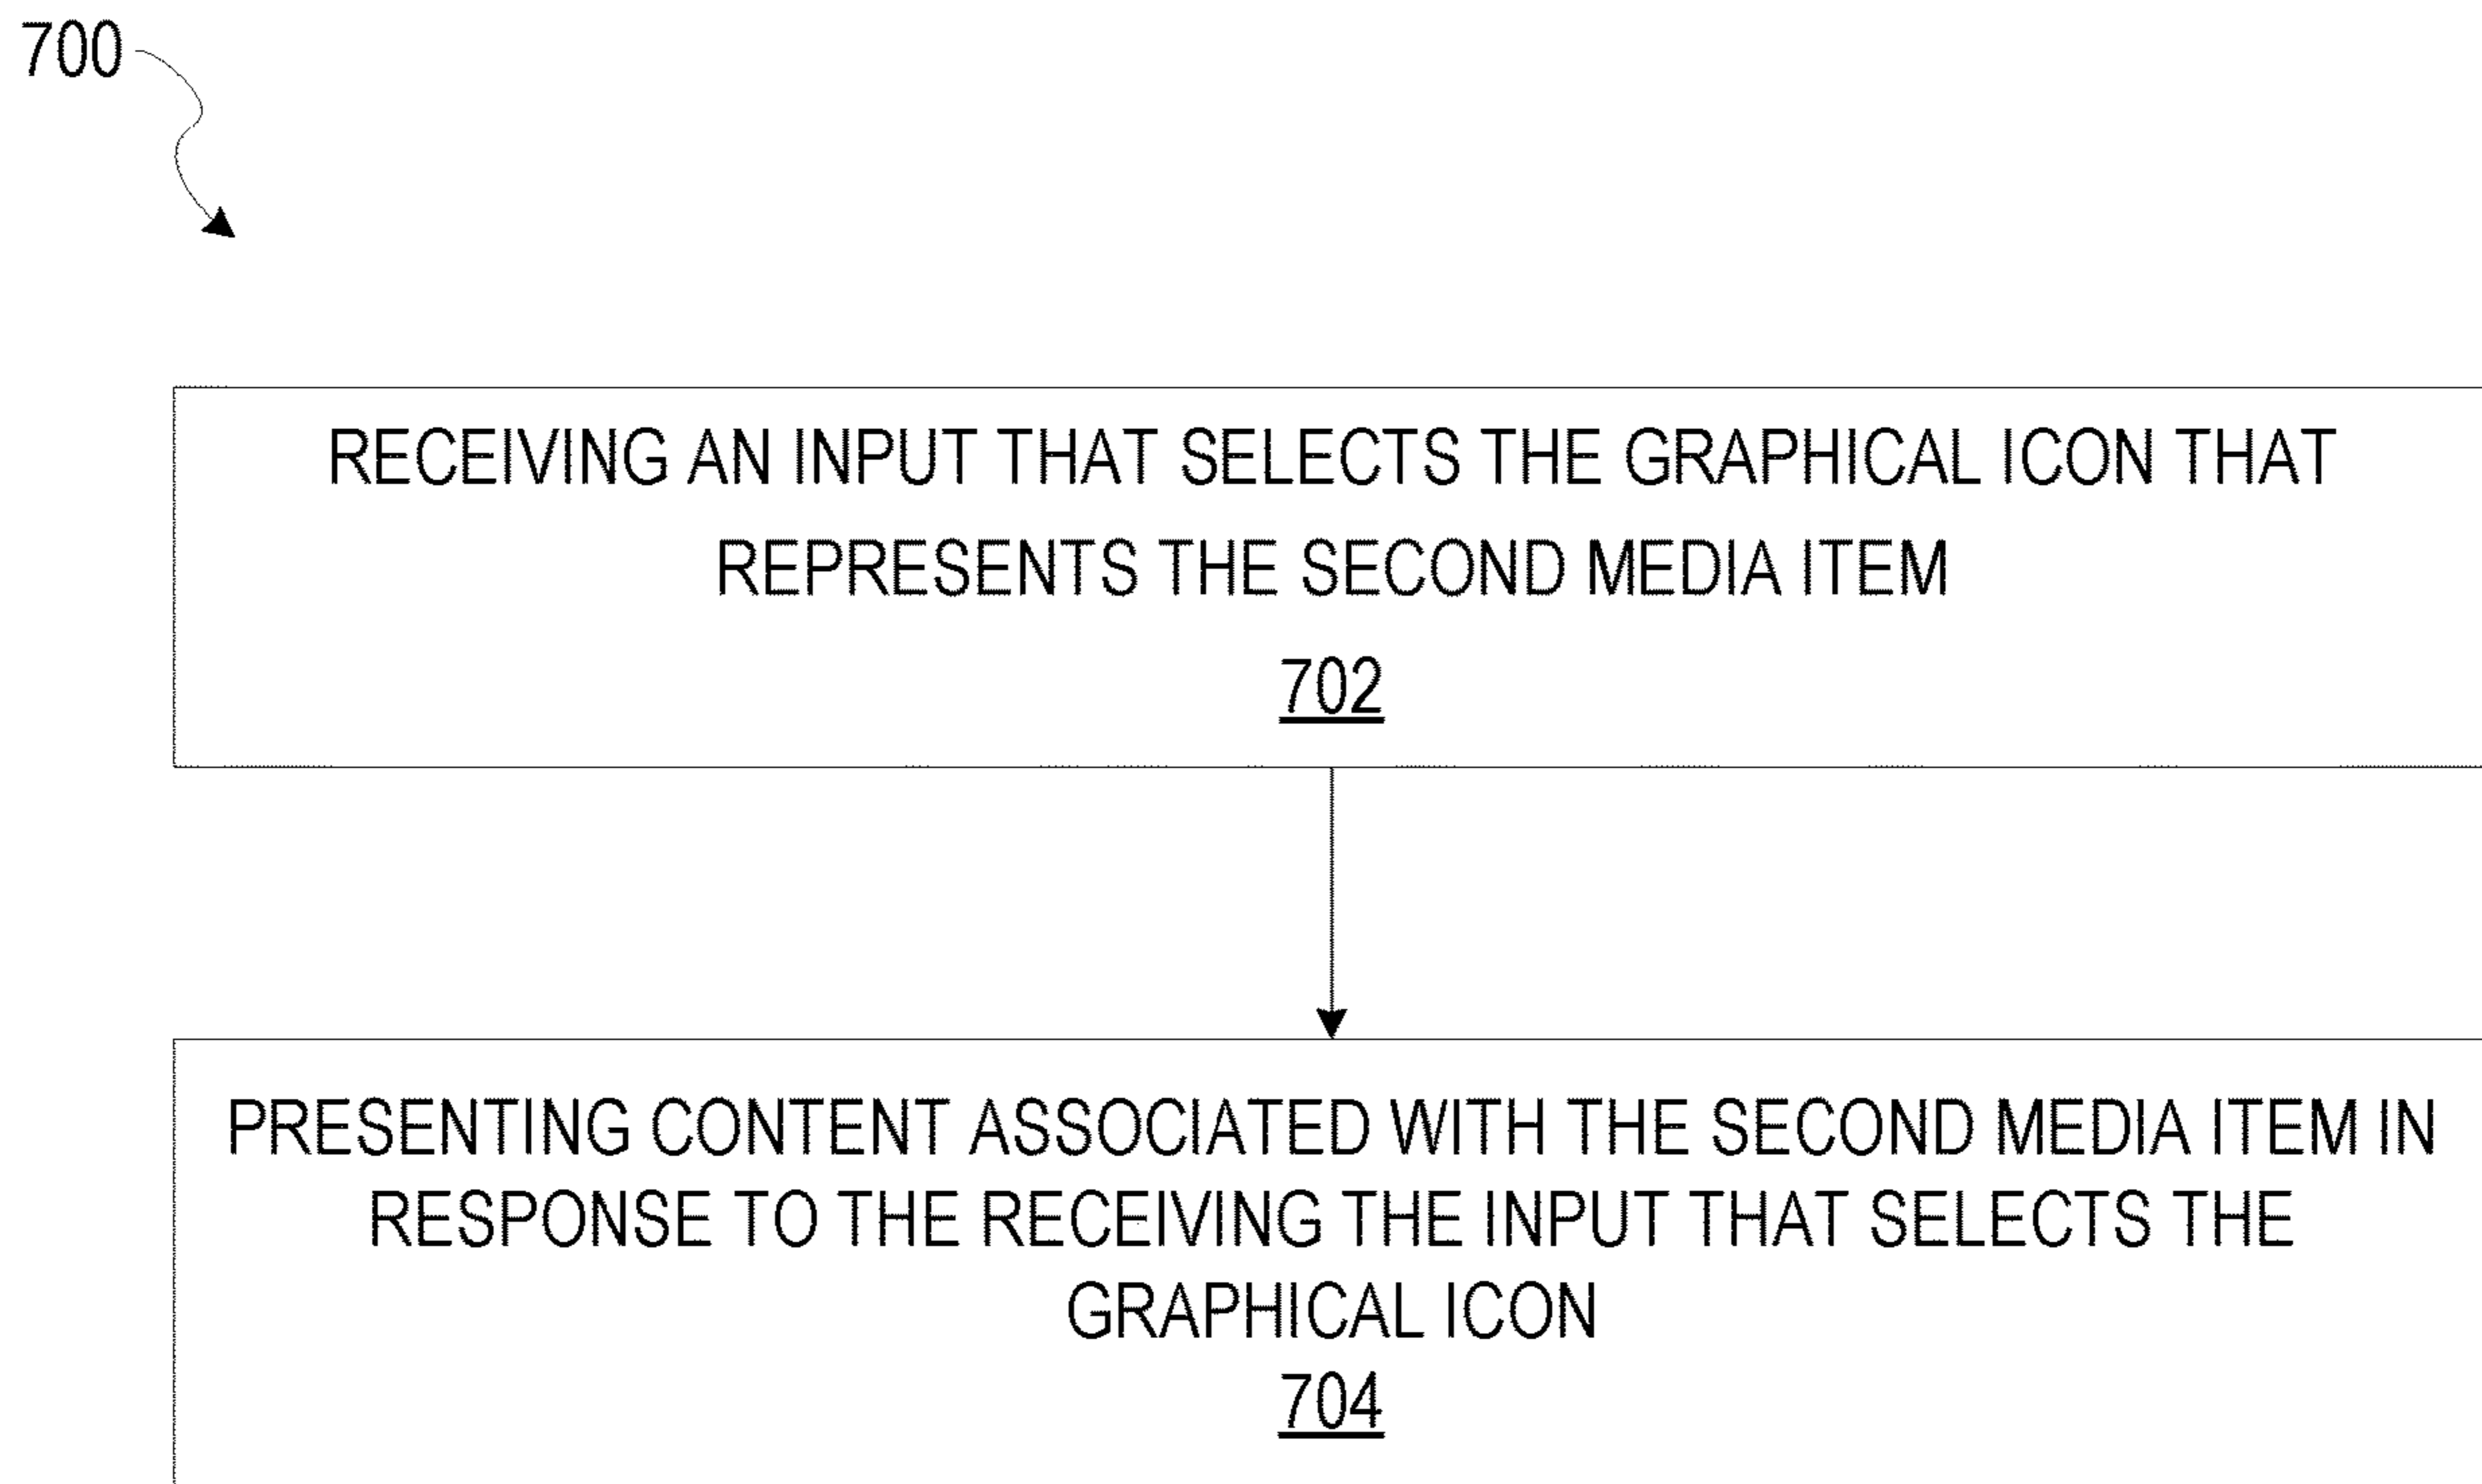 700
RECEIVING AN INPUT THAT SELECTS THE GRAPHICAL ICON THAT
REPRESENTS THE SECOND MEDIA ITEM
702
PRESENTING CONTENT ASSOCIATED WITH THE SECOND MEDIA ITEM IN
RESPONSE TO THE RECEIVING THE INPUT THAT SELECTS THE
GRAPHICAL ICON
704